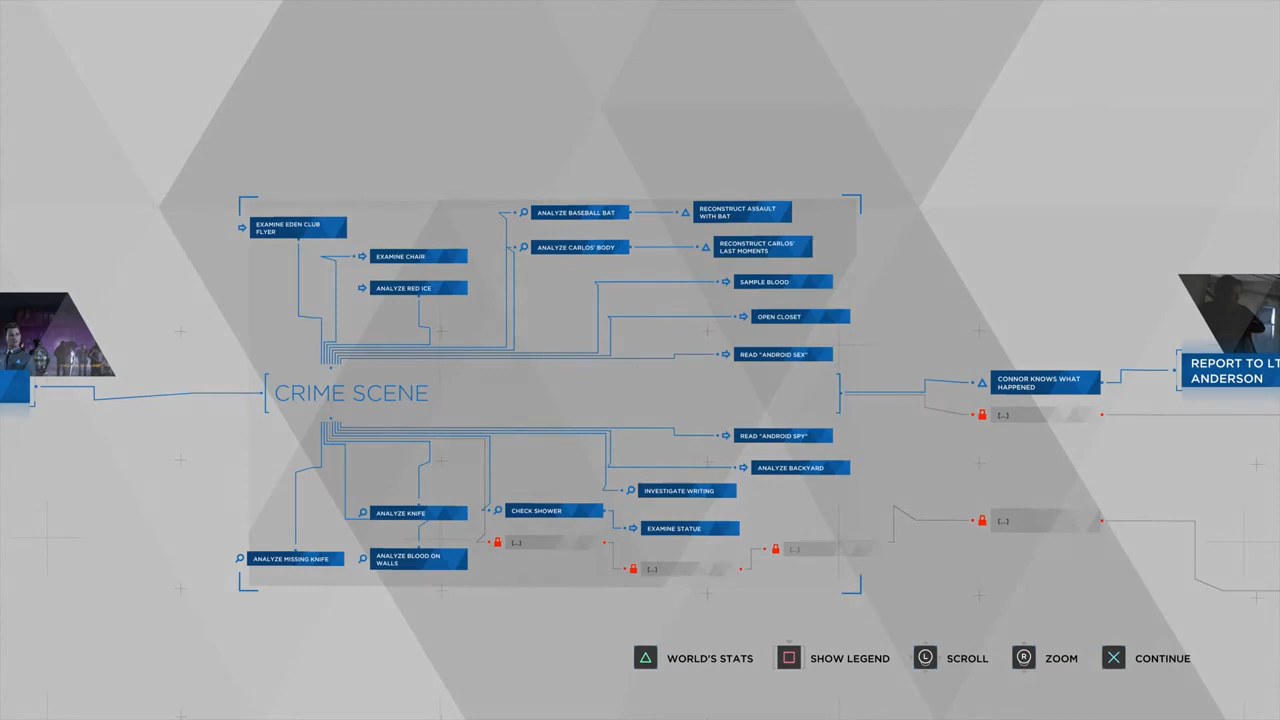 EXAMINE EDEN CLUB
FLYER
EXAMINE CHAIR
ANALYZE RED ICE
ANALYZE BASEBALL BAT
RECONSTRUCT ASSAULT
WITH BAT
ANALYZE CARLOS' BODY
RECONSTRUCT CARLOS'
LAST MOMENTS
SAMPLE BLOOD
OPEN CLOSET
READ "ANDROID SEX"
CRIME SCENE
CONNOR KNOWS WHAT
HAPPENED
[...]
REPORT TO LT
ANDERSON
READ "ANDROID SPY"
ANALYZE BACKYARD
INVESTIGATE WRITING
ANALYZE KNIFE
CHECK SHOWER
EXAMINE STATUE
[...]
[...]
[...]
[...]
ANALYZE MISSING KNIFE
ANALYZE BLOOD ON
WALLS
WORLD'S STATS
SHOW LEGEND
L
SCROLL
R
ZOOM
CONTINUE